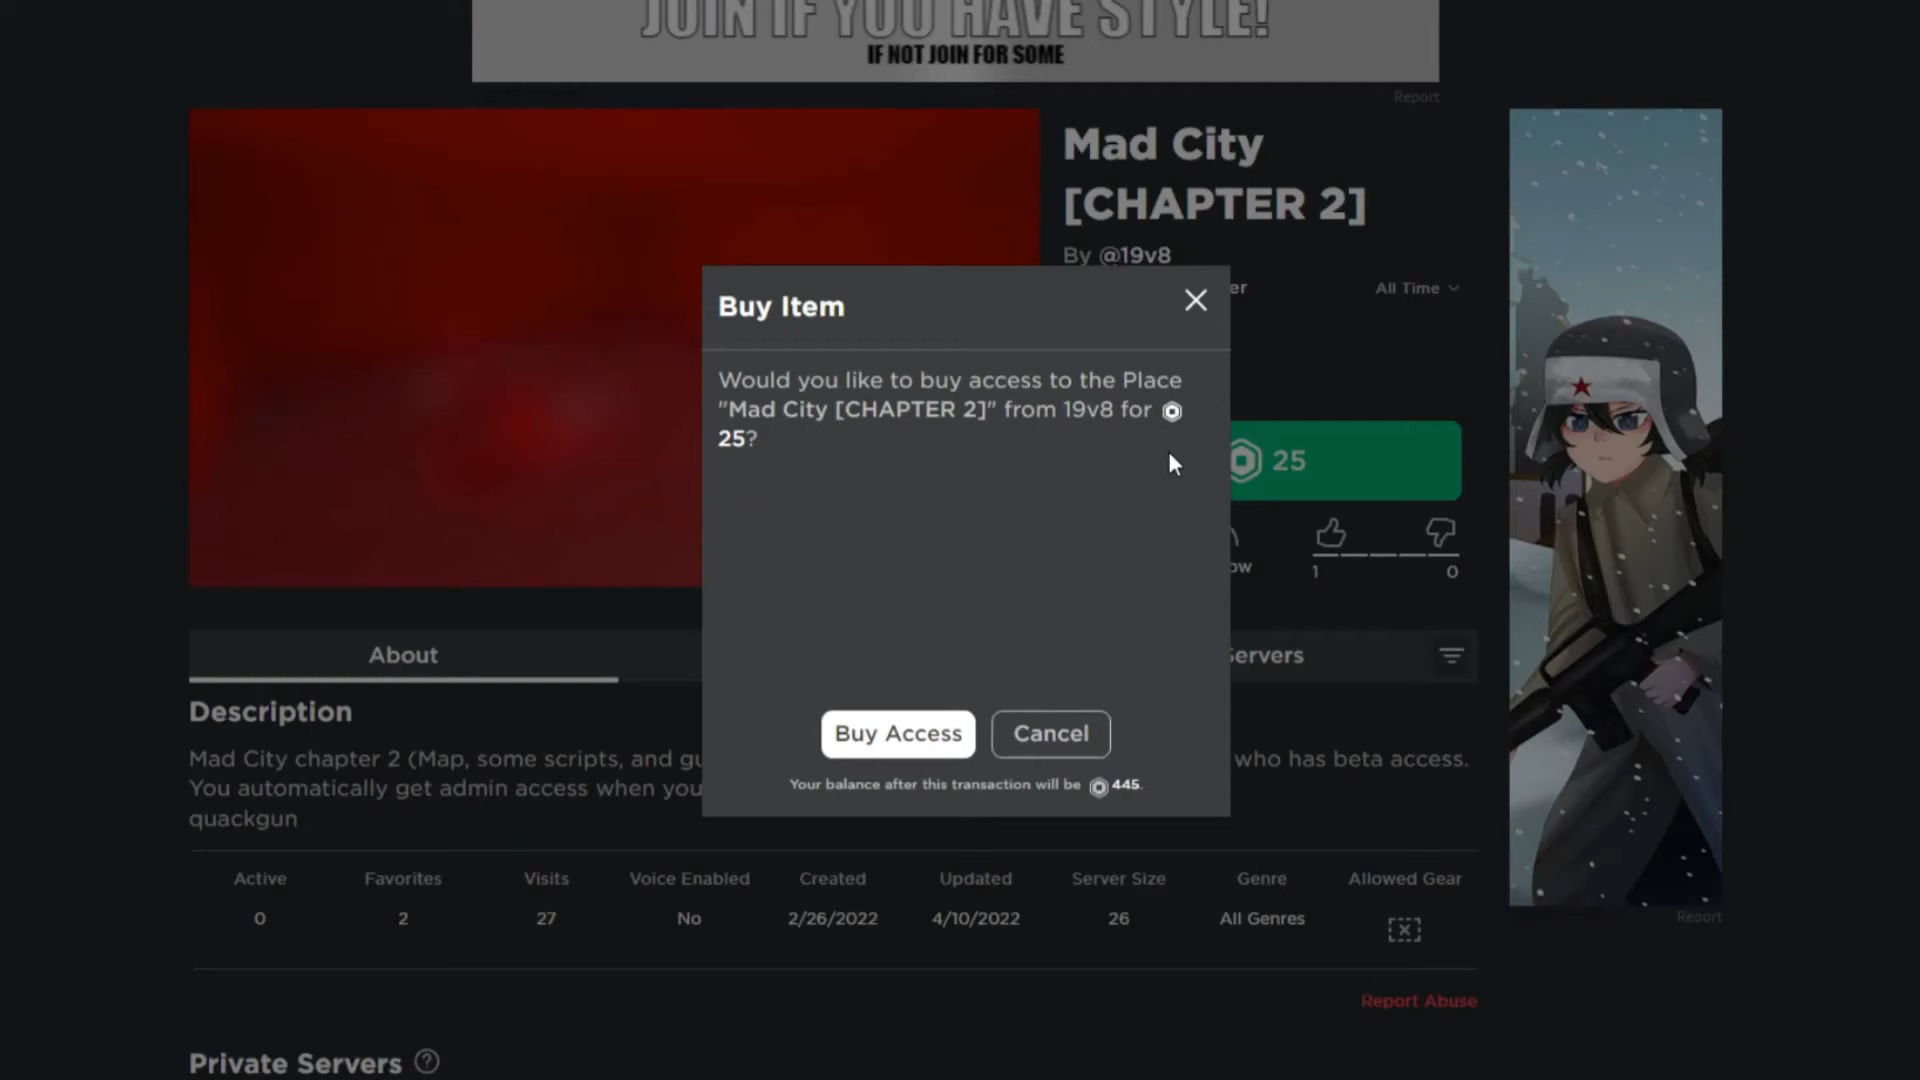 JOIN IF YOU HAVE STYLE!
IF NOT JOIN FOR SOME
Report
Mad City
[CHAPTER 2]
By @19v8
er
All Time
Buy Item
Would you like to buy access to the Place
"Mad City [CHAPTER 2]" from 19v8 for
25?
25
ow
1
0
About
Servers
Description
Mad City chapter 2 (Map, some scripts, and gu
who has beta access.
You automatically get admin access when you
quackgun
Buy Access
Cancel
Your balance after this transaction will be 445.
Active
Favorites
Visits
Voice Enabled
Created
Updated
Server Size
Genre
Allowed Gear
0
2
27
No
2/26/2022
4/10/2022
26
All Genres
Report
Report Abuse
Private Servers